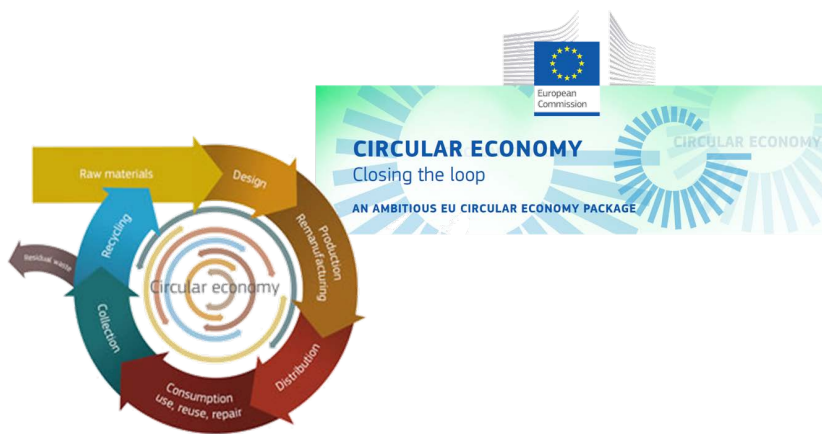 European
Commission
CIRCULAR ECONOMY
Closing the loop
AN AMBITIOUS EU CIRCULAR ECONOMY PACKAGE
CIRCULAR ECONOMY
Raw materials
Design
Production
Remanufacturing
Distribution
Consumption
use, reuse, repair
Collection
Recycling
Residual waste
Circular economy